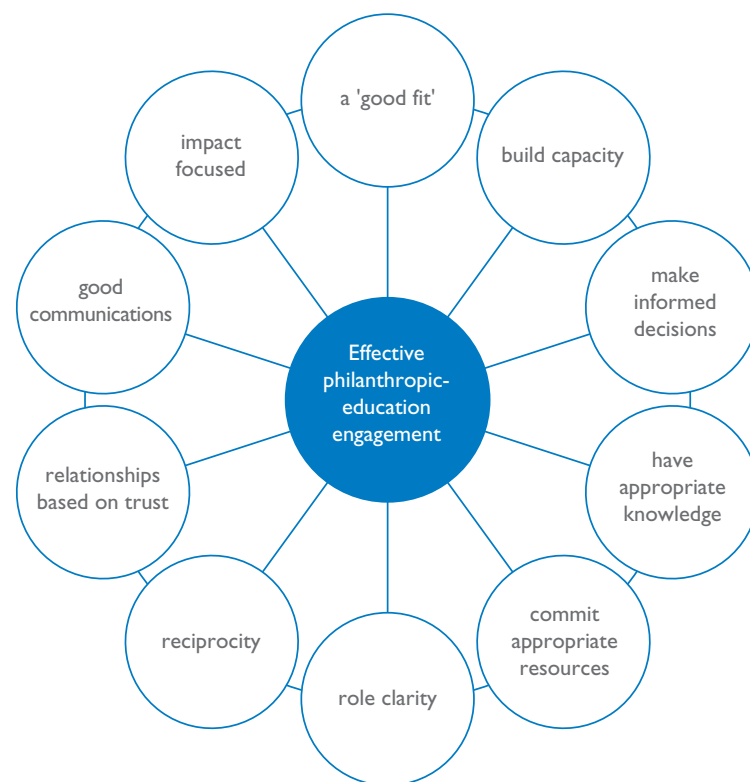 a 'good fit'
build capacity
make
informed
decisions
have
appropriate
knowledge
commit
appropriate
resources
role clarity
reciprocity
relationships
based on trust
good
communications
impact
focused
Effective
philanthropic-
education
engagement